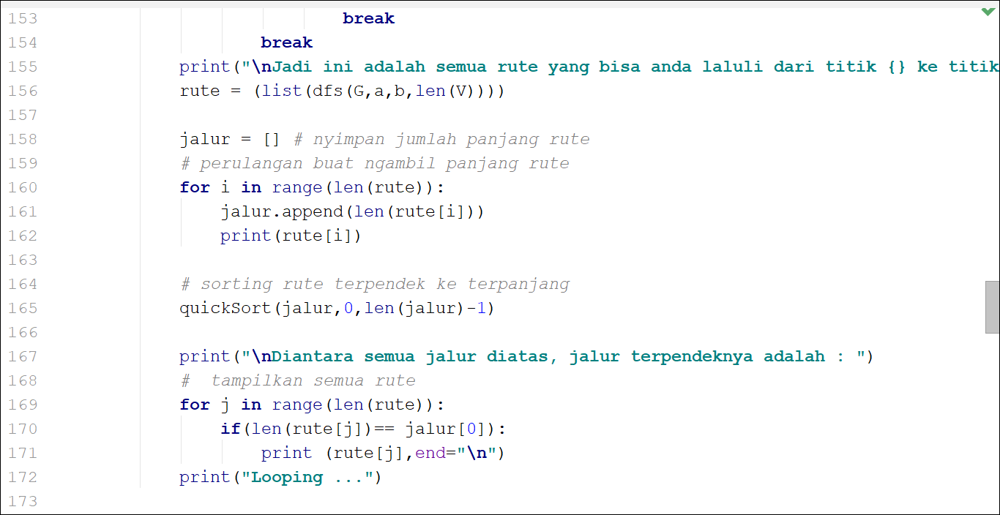 153 break
154 break
155 print("\nJadi ini adalah semua rute yang bisa anda laluli dari titik {} ke titik
156 rute = (list(dfs(G,a,b,len(V))))
157
158 jalur = [] # nyimpan jumlah panjang rute
159 # perulangan buat ngambil panjang rute
160 for i in range(len(rute)):
161 jalur.append(len(rute[i]))
162 print(rute[i])
163
164 # sorting rute terpendek ke terpanjang
165 quickSort(jalur,0,len(jalur)-1)
166
167 print("\nDiantara semua jalur diatas, jalur terpendeknya adalah : ")
168 #  tampilkan semua rute
169 for j in range(len(rute)):
170 if(len(rute[j])== jalur[0]):
171 print (rute[j],end="\n")
172 print("Looping ...")
173